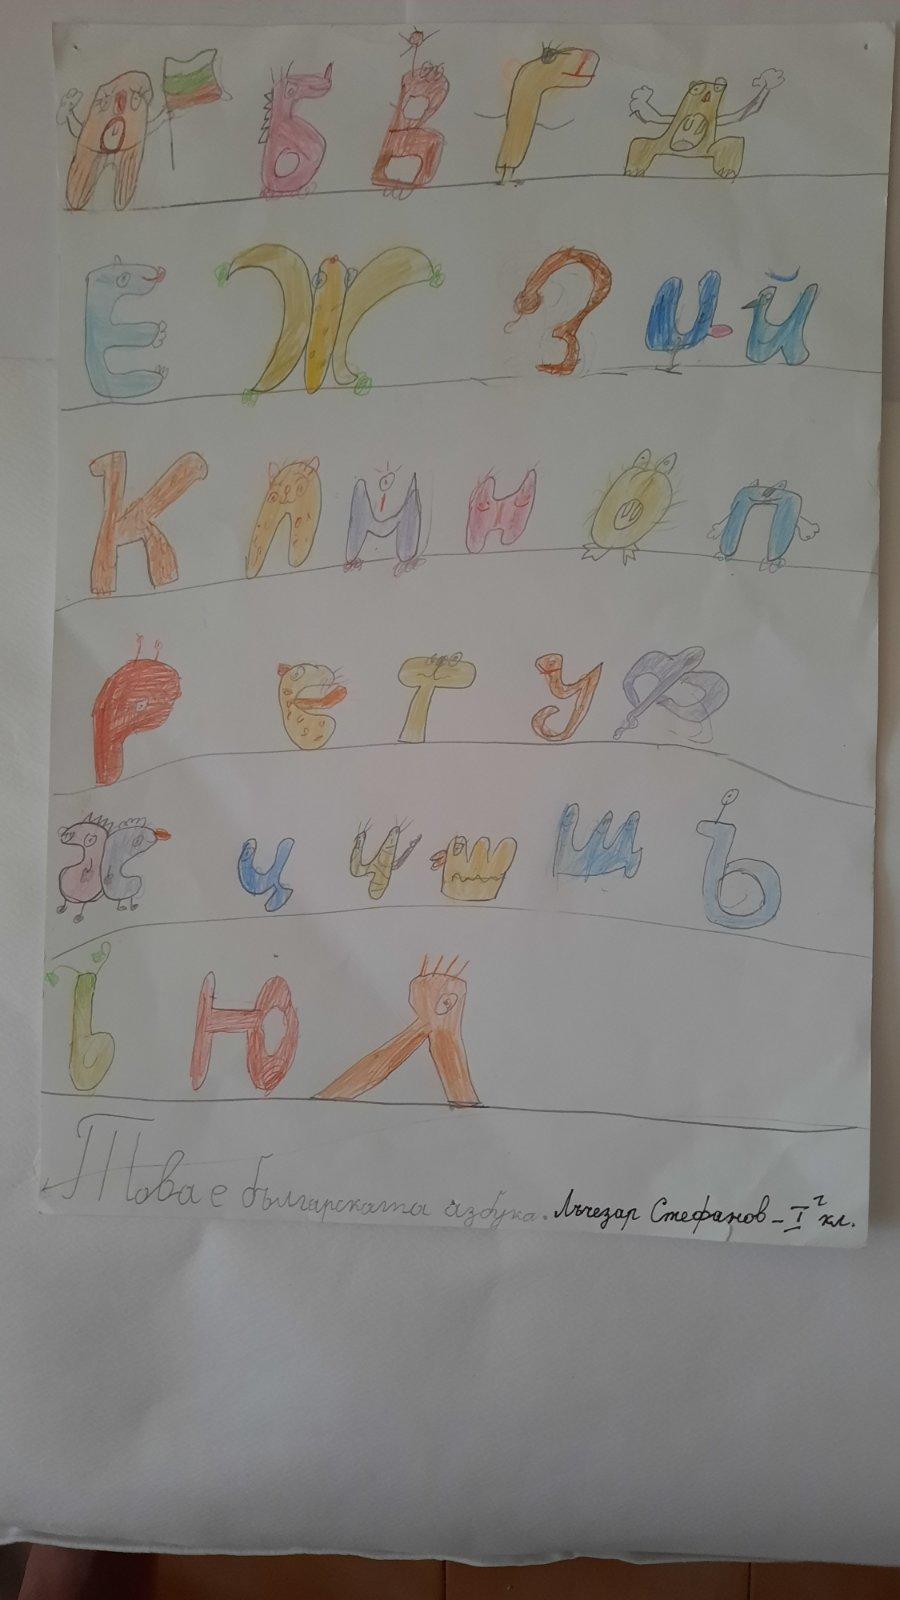 А Б В Г Д
Е Ж З И Й
К Л М Н О П
Р С Т У Ф
Х Ц Ч Ш Щ Ъ
Ь Ю Я
Това е българската азбука. Лъчезар Стефанов - I г кл.